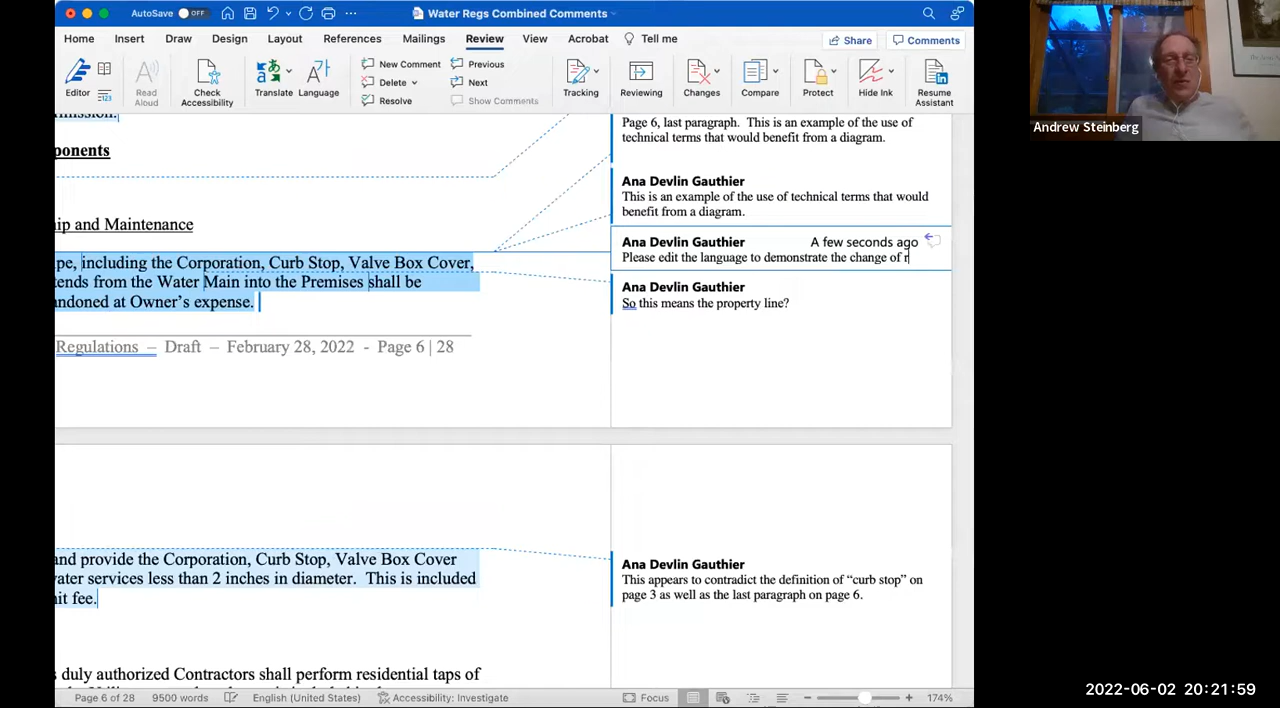 AutoSave OFF Water Regs Combined Comments
Home Insert Draw Design Layout References Mailings Review View Acrobat Tell me Share Comments
Editor Read Aloud Check Accessibility Translate Language New Comment Delete Resolve Previous Next Show Comments Tracking Reviewing Changes Compare Protect Hide Ink Resume Assistant
mission.
ponents
ip and Maintenance
pe, including the Corporation, Curb Stop, Valve Box Cover,
tends from the Water Main into the Premises shall be
andoned at Owner's expense.
Regulations – Draft – February 28, 2022 - Page 6 | 28
and provide the Corporation, Curb Stop, Valve Box Cover
water services less than 2 inches in diameter. This is included
it fee.
s duly authorized Contractors shall perform residential taps of
Page 6, last paragraph. This is an example of the use of
technical terms that would benefit from a diagram.
Ana Devlin Gauthier
This is an example of the use of technical terms that would
benefit from a diagram.
Ana Devlin Gauthier A few seconds ago
Please edit the language to demonstrate the change of r
Ana Devlin Gauthier
So this means the property line?
Ana Devlin Gauthier
This appears to contradict the definition of “curb stop” on
page 3 as well as the last paragraph on page 6.
Page 6 of 28 9500 words English (United States) Accessibility: Investigate Focus 174%
Andrew Steinberg
2022-06-02 20:21:59